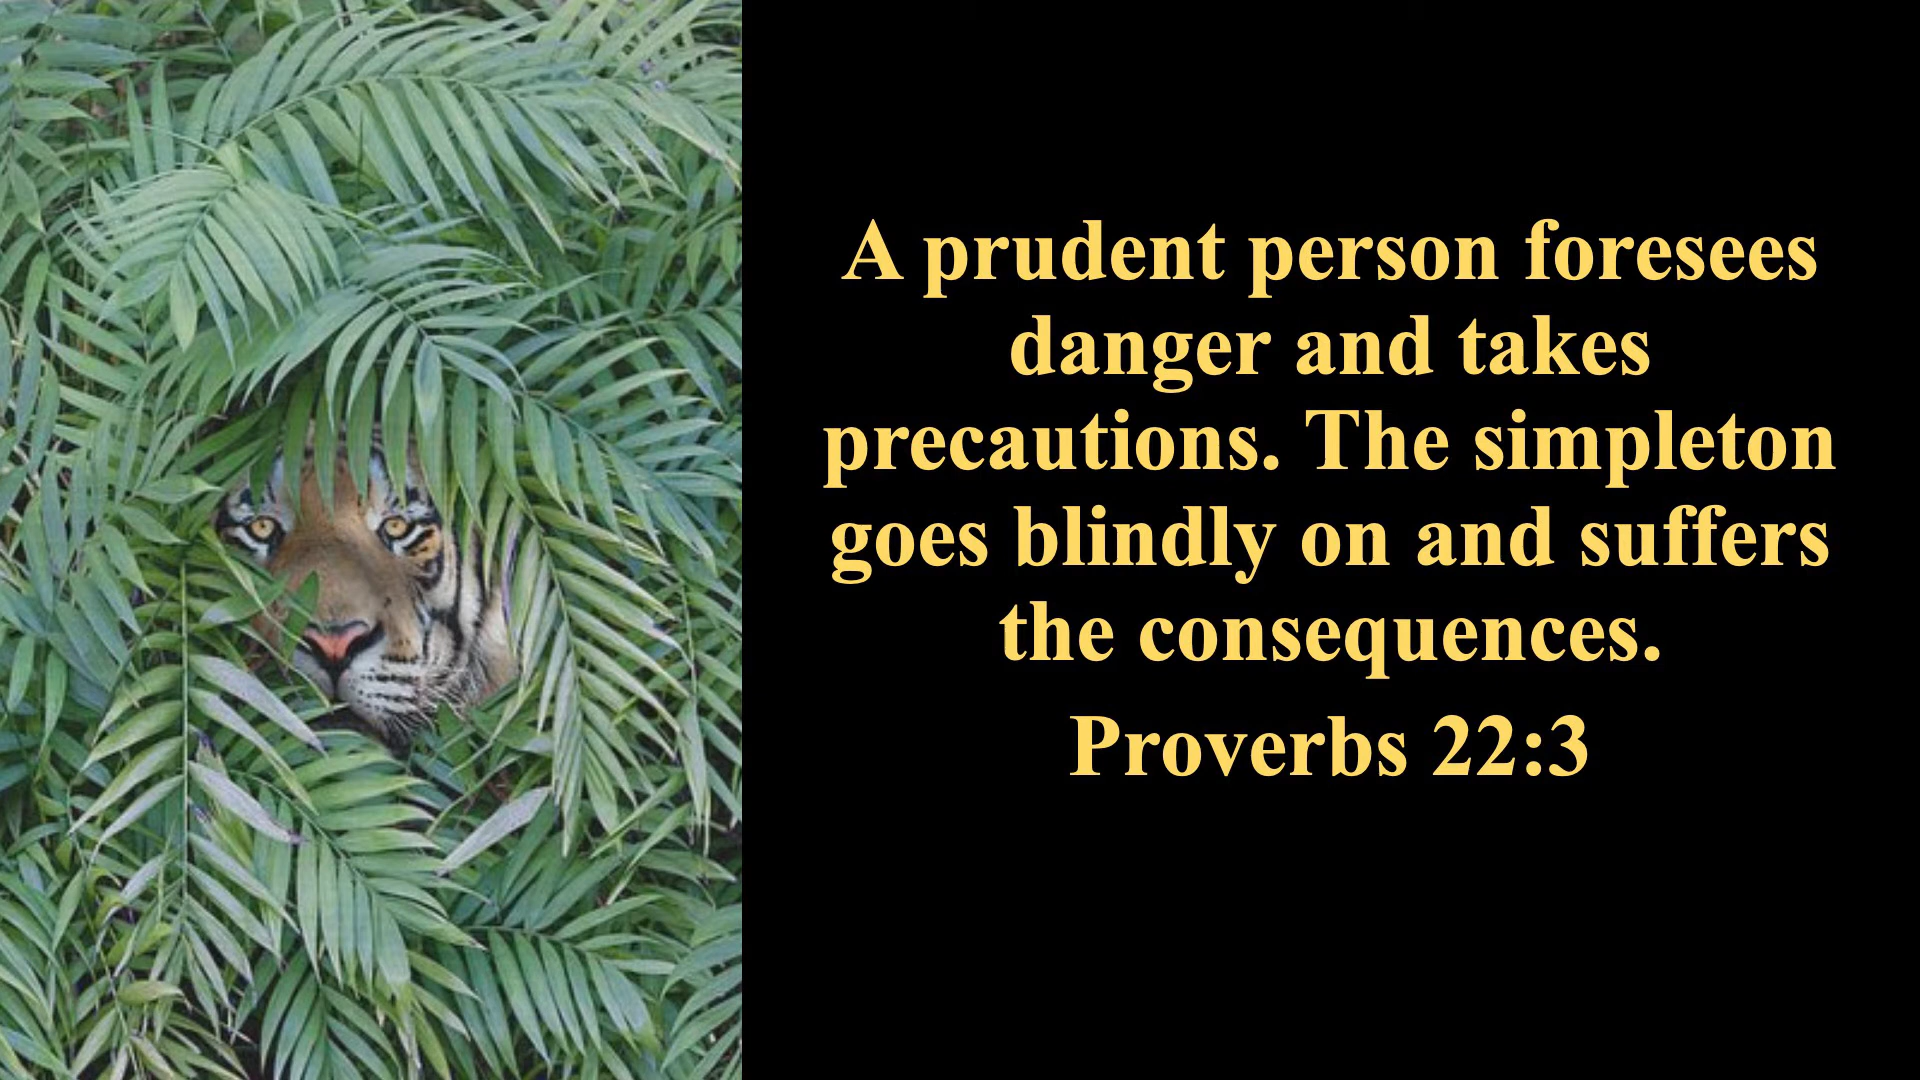 A prudent person foresees
danger and takes
precautions. The simpleton
goes blindly on and suffers
the consequences.
Proverbs 22:3